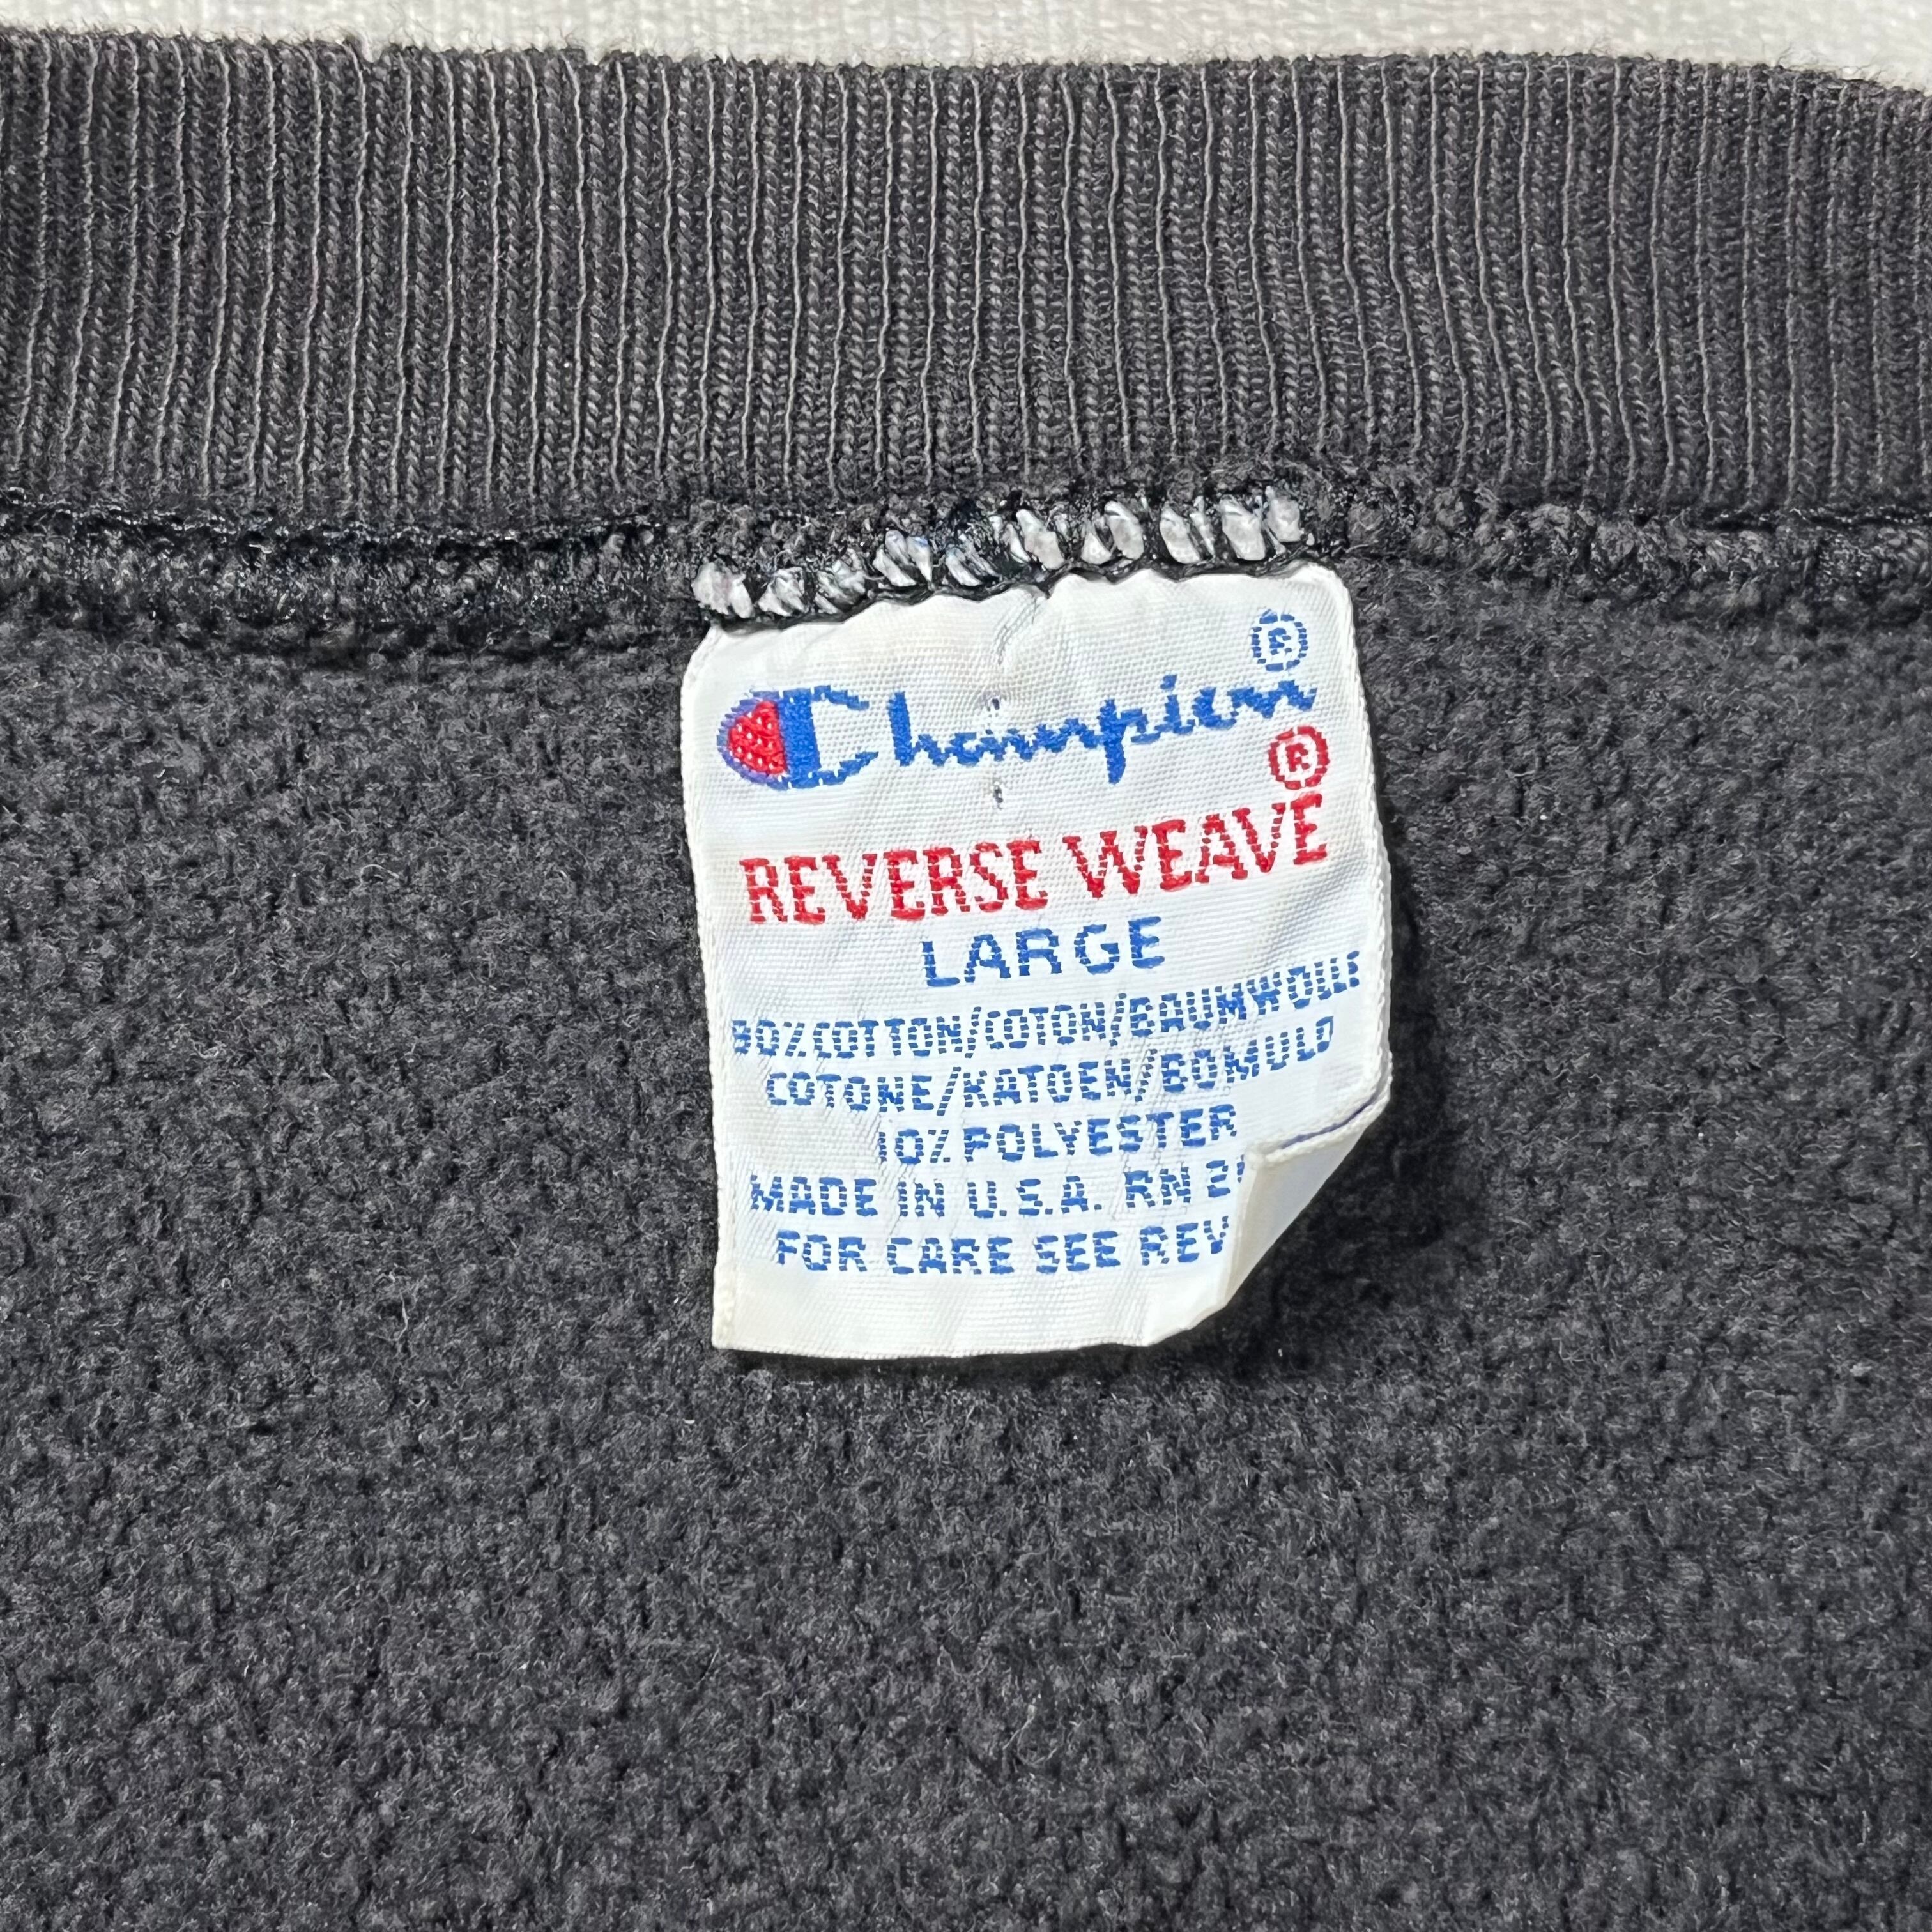 Champion ®
REVERSE WEAVE ®
LARGE
90% COTTON/COTON/BAUMWOLLE
COTONE/KATOEN/BOMULD
10% POLYESTER
MADE IN U.S.A. RN
FOR CARE SEE REV